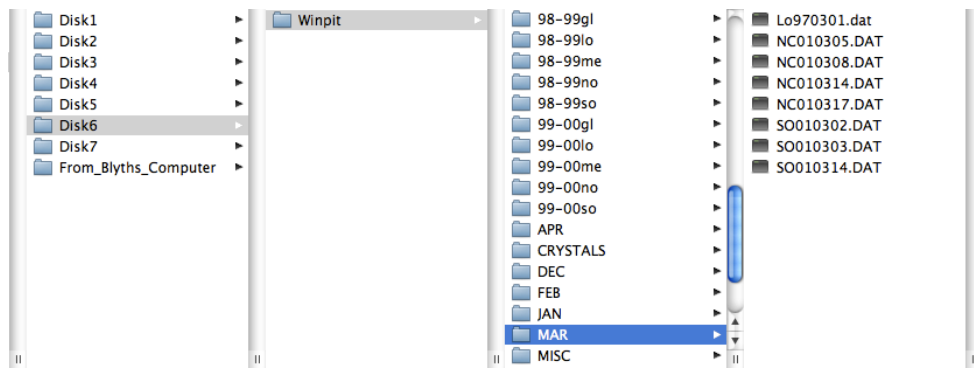 Disk1
Disk2
Disk3
Disk4
Disk5
Disk6
Disk7
From_Blyths_Computer
Winpit
98-99gl
98-99lo
98-99me
98-99no
98-99so
99-00gl
99-00lo
99-00me
99-00no
99-00so
APR
CRYSTALS
DEC
FEB
JAN
MAR
MISC
Lo970301.dat
NC010305.DAT
NC010308.DAT
NC010314.DAT
NC010317.DAT
SO010302.DAT
SO010303.DAT
SO010314.DAT